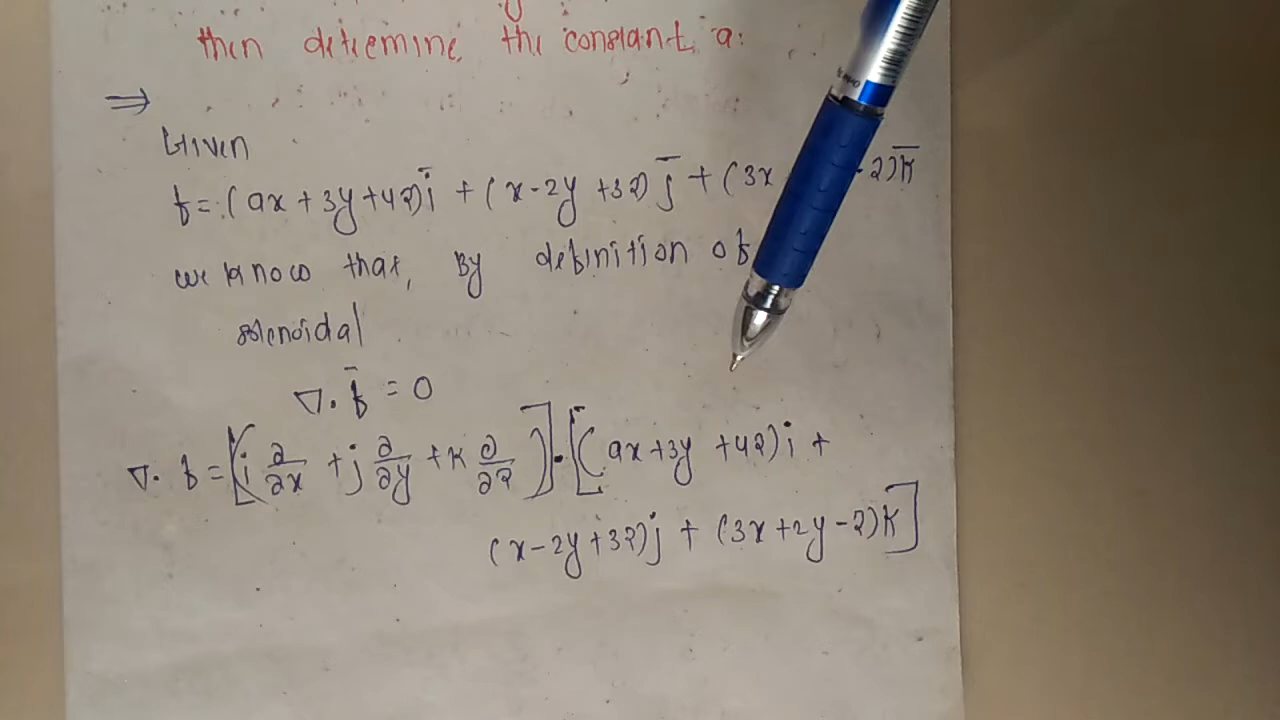 then determine the constant a:
⇒
Given
f = (ax + 3y + 4z)i̅ + (x - 2y + 3z) j̅ + (3x - z)k̅
we know that, By definition of
solenoidal
∇. f̅ = 0
∇. f = [(i ∂/∂x + j ∂/∂y + k ∂/∂z)] . [(ax + 3y + 4z)i +
(x - 2y + 3z)j + (3x + 2y - z)k]